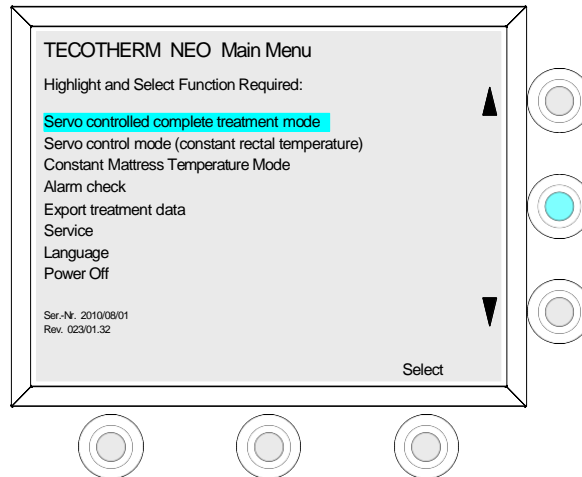 TECOTHERM NEO Main Menu
Highlight and Select Function Required:
Servo controlled complete treatment mode
Servo control mode (constant rectal temperature)
Constant Mattress Temperature Mode
Alarm check
Export treatment data
Service
Language
Power Off
Ser.-Nr. 2010/08/01
Rev. 023/01.32
Select